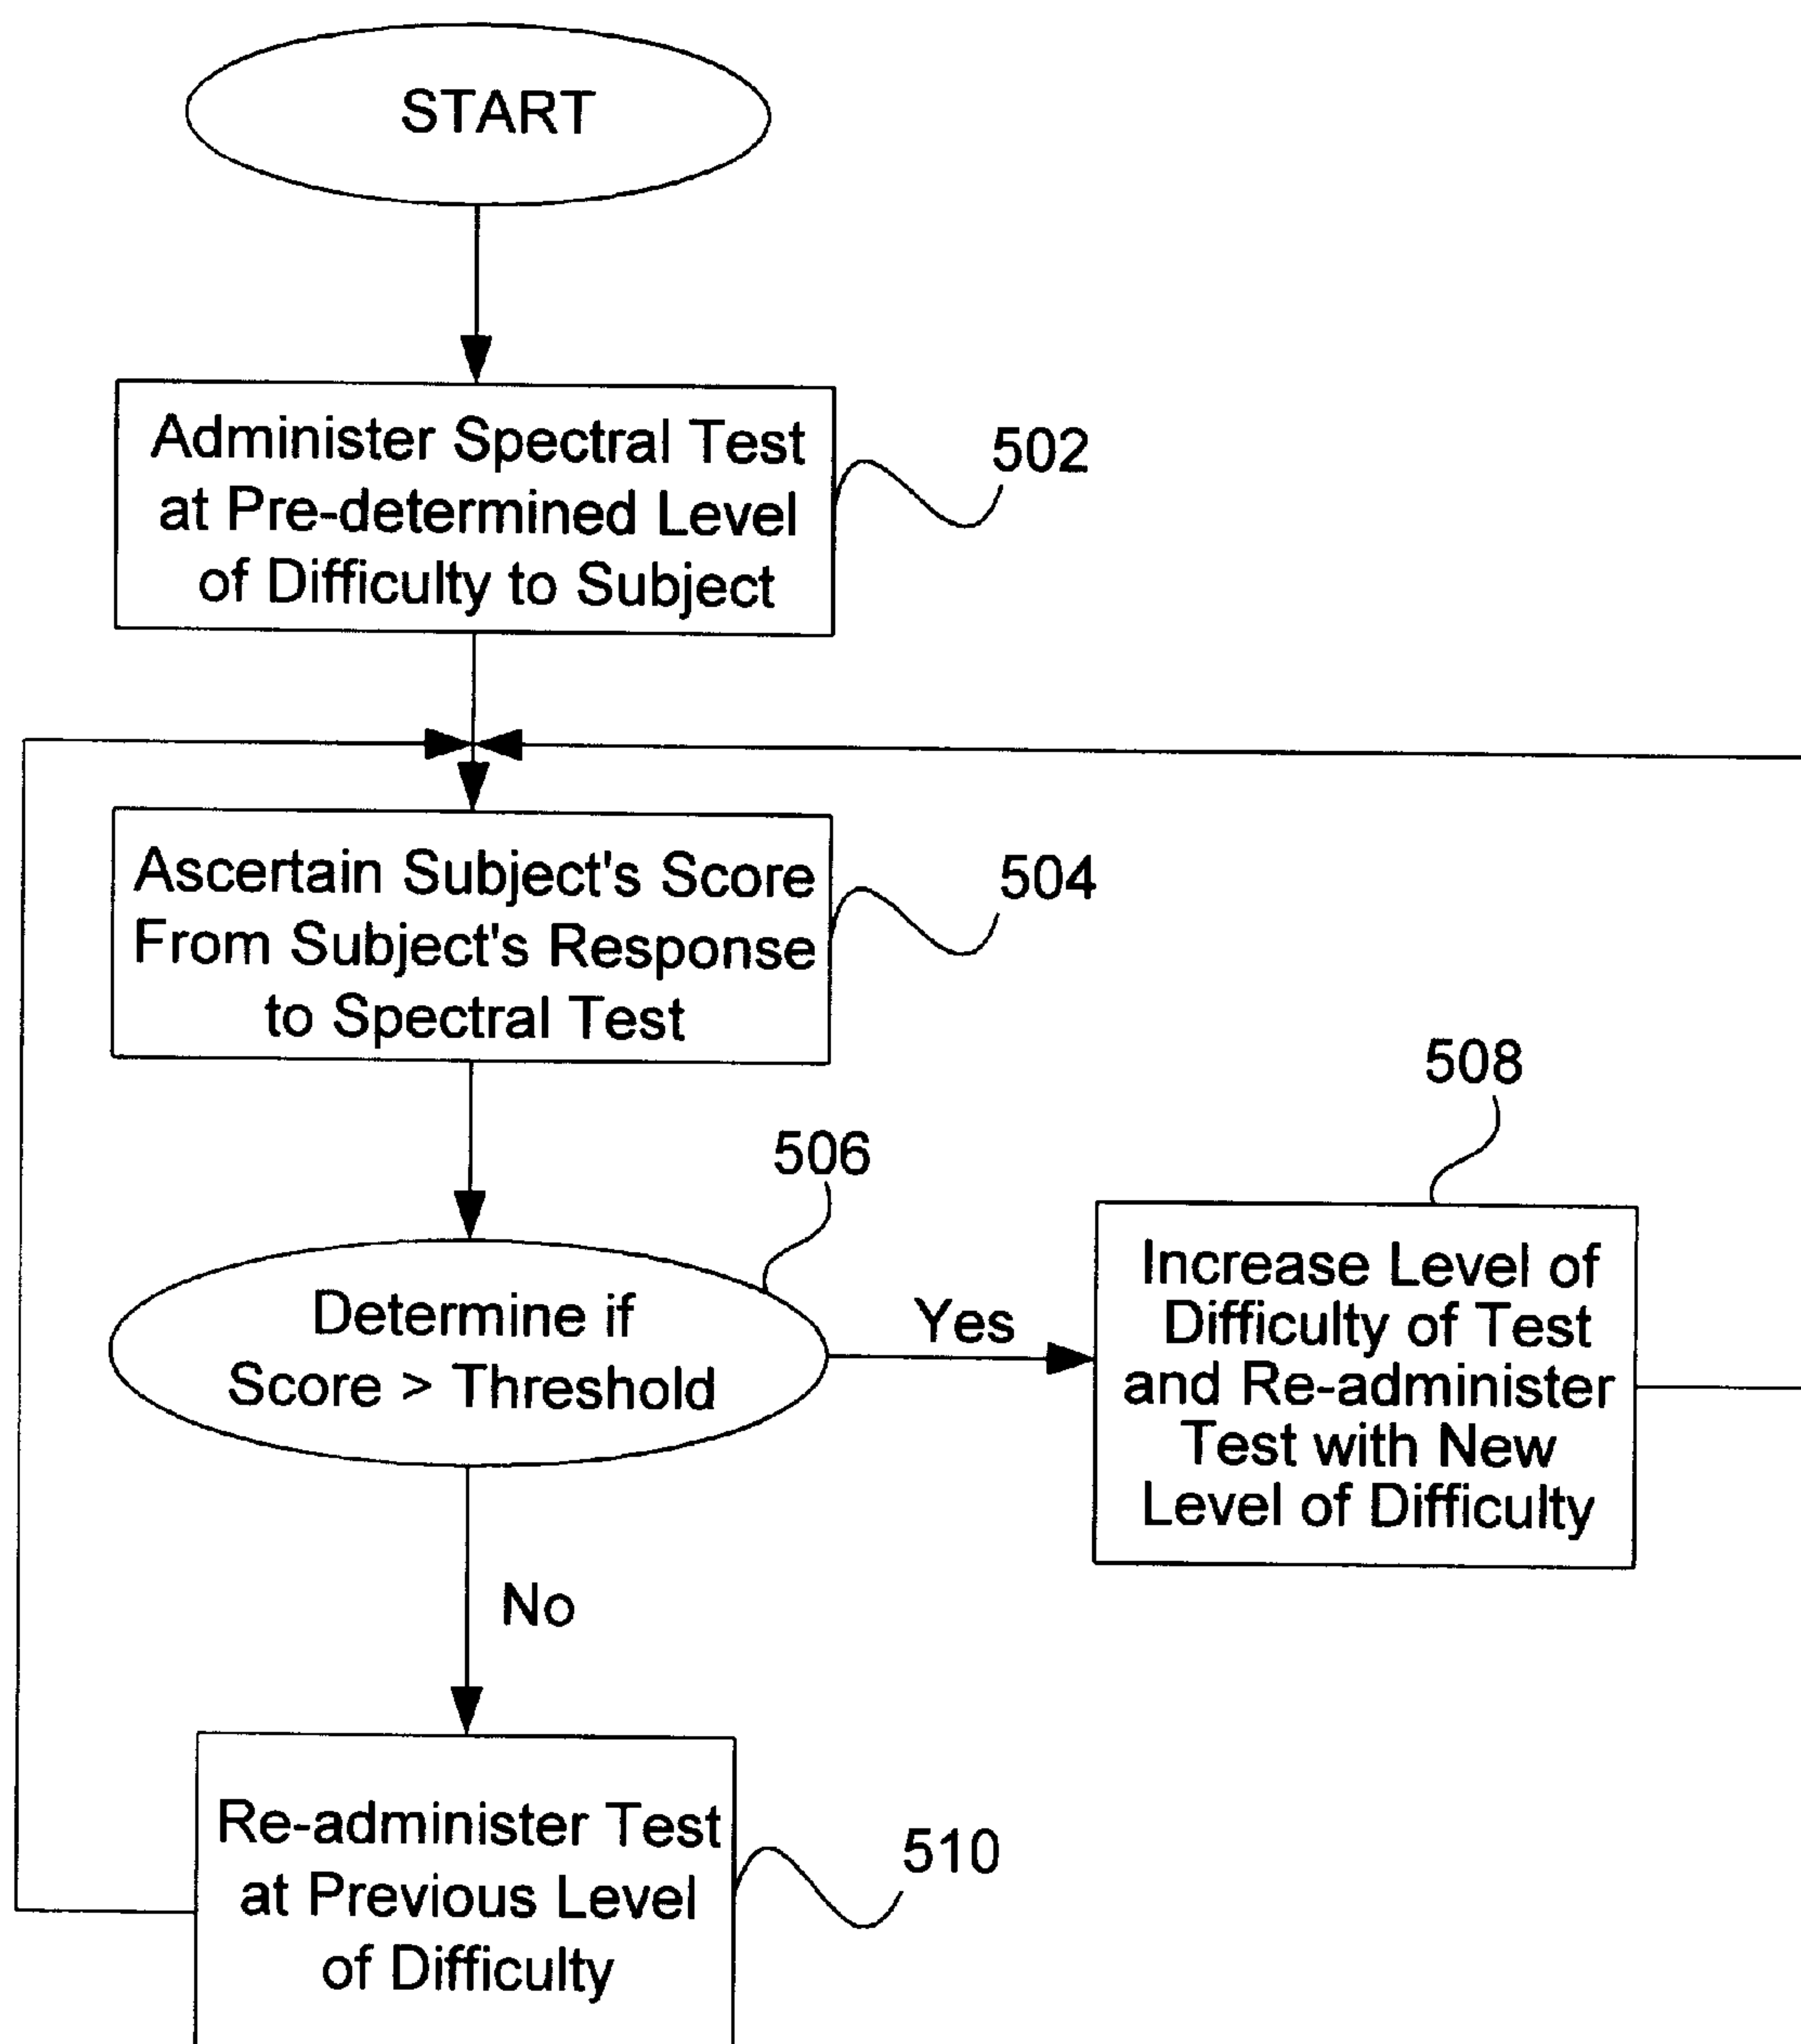 START
Administer Spectral Test
at Pre-determined Level
of Difficulty to Subject
502
Ascertain Subject's Score
From Subject's Response
to Spectral Test
504
506
Determine if
Score > Threshold
Yes
508
Increase Level of
Difficulty of Test
and Re-administer
Test with New
Level of Difficulty
No
Re-administer Test
at Previous Level
of Difficulty
510